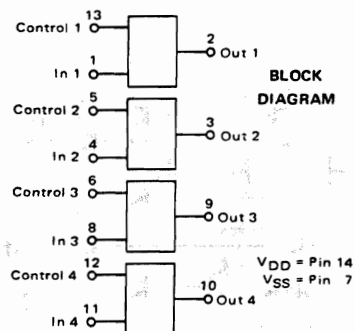 13
Control 1
2
Out 1
1
In 1
BLOCK
DIAGRAM
5
Control 2
3
Out 2
4
In 2
6
Control 3
9
Out 3
8
In 3
VDD = Pin 14
VSS = Pin 7
12
Control 4
10
Out 4
11
In 4